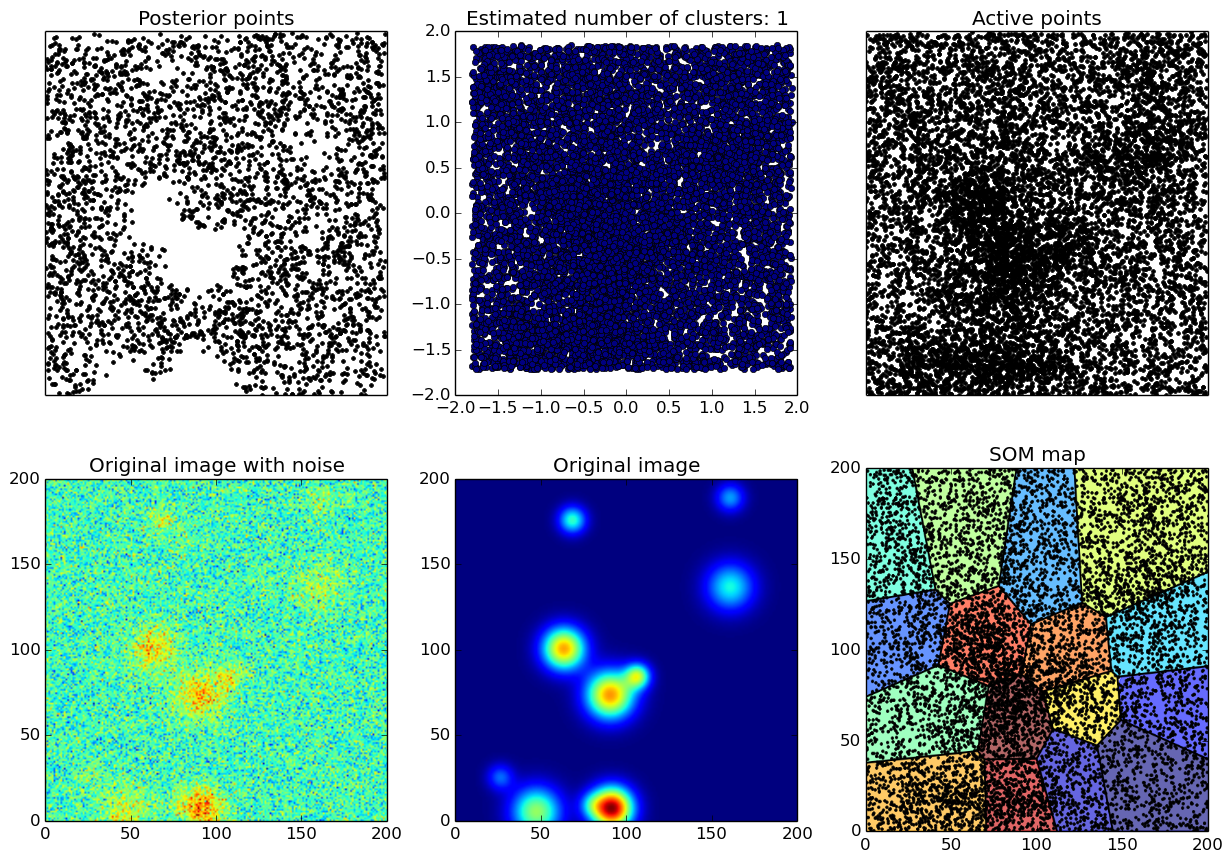 Posterior points
Estimated number of clusters: 1
Active points
2.0
1.5
1.0
0.5
0.0
−0.5
−1.0
−1.5
−2.0
−2.0 −1.5 −1.0 −0.5 0.0 0.5 1.0 1.5 2.0
Original image with noise
Original image
SOM map
200
150
100
50
0
0 50 100 150 200
200
150
100
50
0
0 50 100 150 200
200
150
100
50
0
0 50 100 150 200